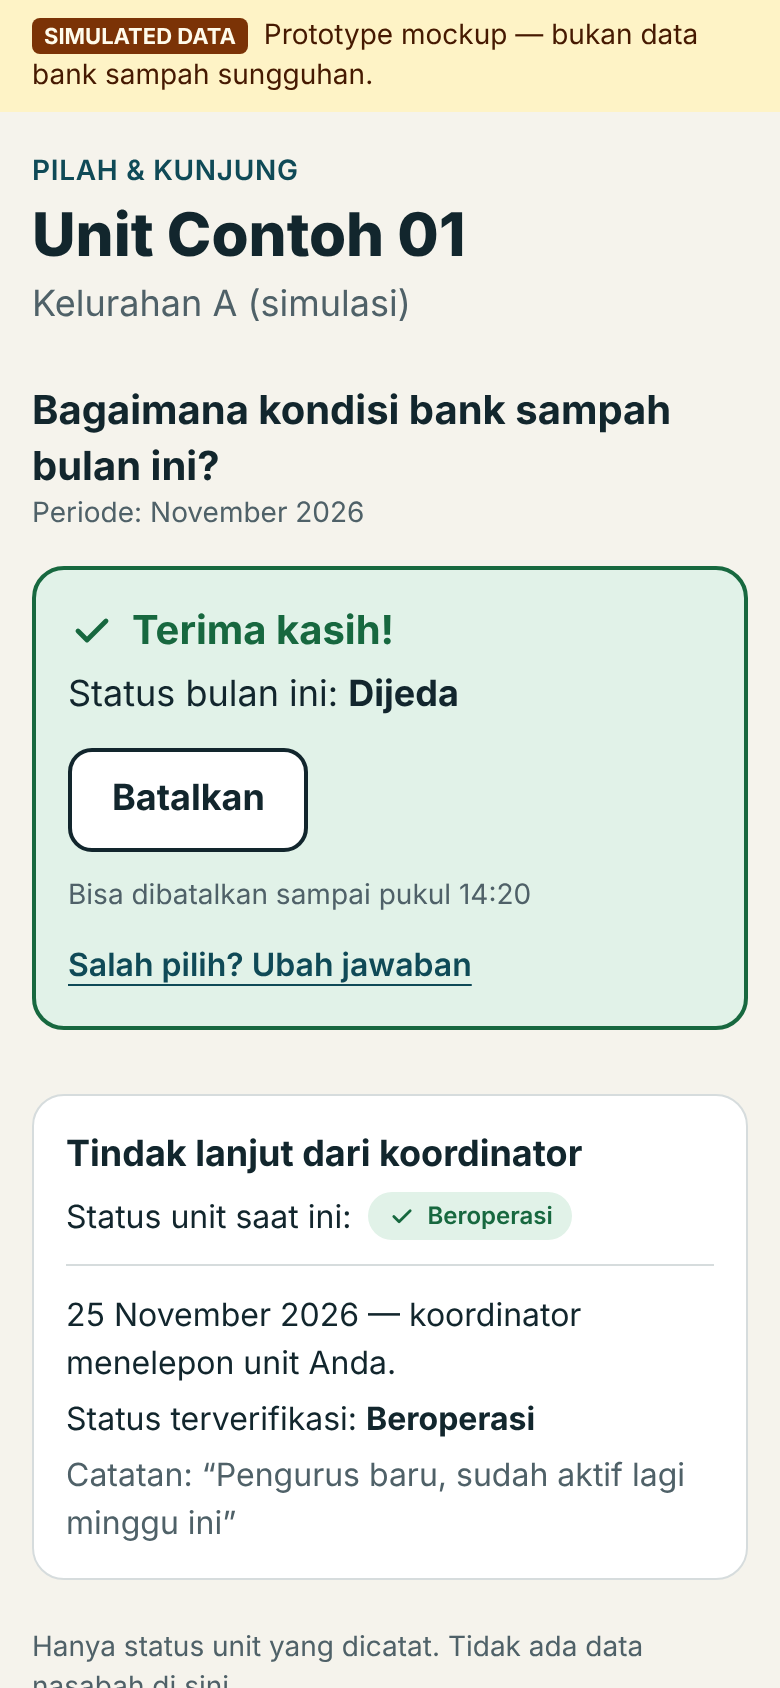 SIMULATED DATA Prototype mockup — bukan data
bank sampah sungguhan.
PILAH & KUNJUNG
Unit Contoh 01
Kelurahan A (simulasi)
Bagaimana kondisi bank sampah
bulan ini?
Periode: November 2026
Terima kasih!
Status bulan ini: Dijeda
Batalkan
Bisa dibatalkan sampai pukul 14:20
Salah pilih? Ubah jawaban
Tindak lanjut dari koordinator
Status unit saat ini: Beroperasi
25 November 2026 — koordinator
menelepon unit Anda.
Status terverifikasi: Beroperasi
Catatan: “Pengurus baru, sudah aktif lagi
minggu ini”
Hanya status unit yang dicatat. Tidak ada data
nasabah di sini